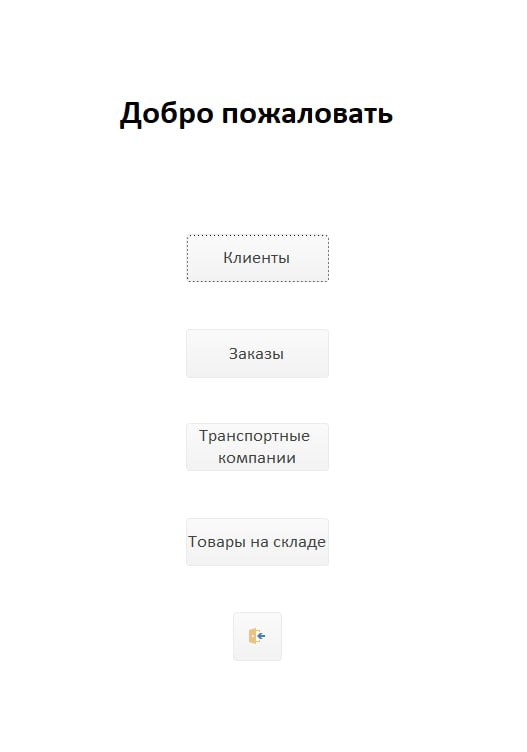 Добро пожаловать
Клиенты
Заказы
Транспортные
компании
Товары на складе